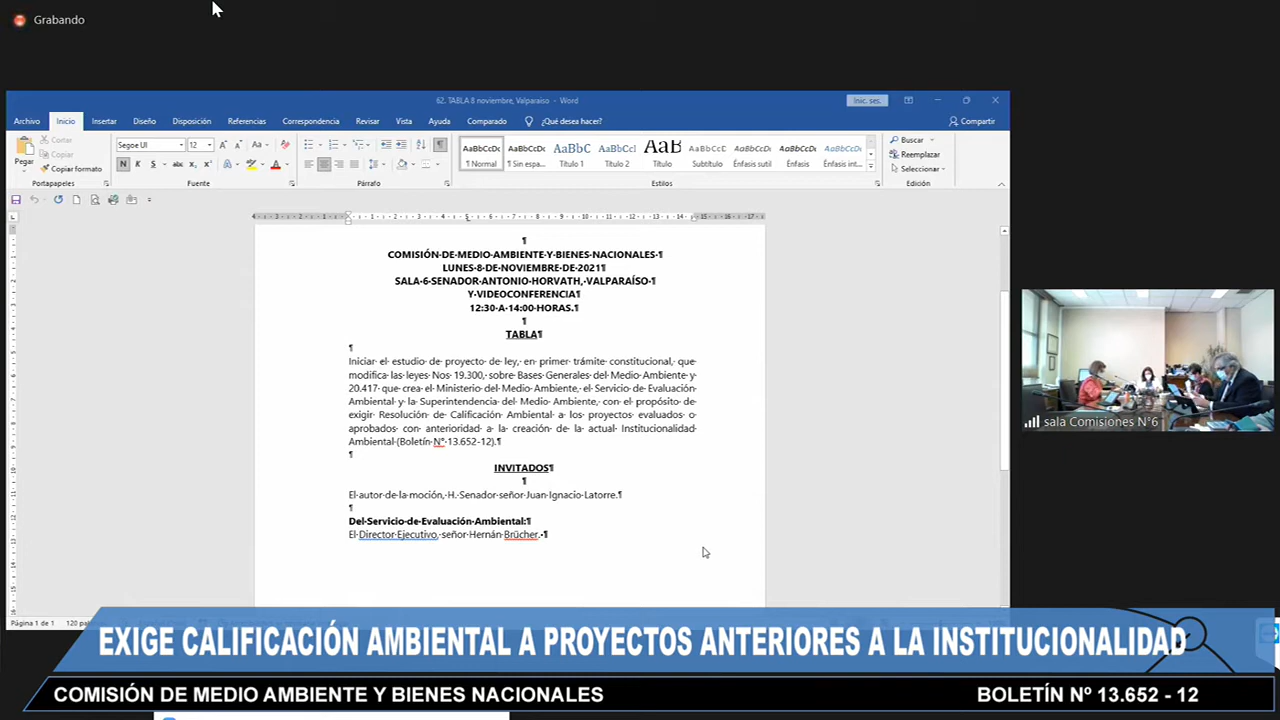 Grabando
62. TABLA 8 noviembre, Valparaíso - Word
Inic. ses.
Archivo Inicio Insertar Diseño Disposición Referencias Correspondencia Revisar Vista Ayuda Comparado ¿Qué desea hacer? Compartir
Pegar
Cortar
Copiar
Copiar formato
Portapapeles
Segoe UI 12
N K S abc x₂ x²
Fuente
Párrafo
AaBbCcDc AaBbCcDc AaBbC AaBbCcI AaB AaBbCcD AaBbCcDc AaBbCcDc AaBbCcDc
¶ Normal ¶ Sin espa... Título 1 Título 2 Título Subtítulo Énfasis sutil Énfasis Énfasis int...
Estilos
Buscar
Reemplazar
Seleccionar
Edición
¶
COMISIÓN·DE·MEDIO·AMBIENTE·Y·BIENES·NACIONALES·¶
LUNES·8·DE·NOVIEMBRE·DE·2021¶
SALA·6·SENADOR·ANTONIO·HORVATH,·VALPARAÍSO·¶
Y·VIDEOCONFERENCIA¶
12:30·A·14:00·HORAS.¶
¶
TABLA¶
¶
Iniciar el estudio de proyecto de ley, en primer trámite constitucional, que
modifica las leyes Nos 19.300, sobre Bases Generales del Medio Ambiente y
20.417 que crea el Ministerio del Medio Ambiente, el Servicio de Evaluación
Ambiental y la Superintendencia del Medio Ambiente, con el propósito de
exigir Resolución de Calificación Ambiental a los proyectos evaluados o
aprobados con anterioridad a la creación de la actual Institucionalidad
Ambiental (Boletín N° 13.652-12).¶
¶
INVITADOS¶
¶
El autor de la moción, H. Senador señor Juan Ignacio Latorre.¶
¶
Del·Servicio·de·Evaluación·Ambiental:¶
El Director Ejecutivo, señor Hernán Brücher.·¶
sala Comisiones N°6
Página 1 de 1
EXIGE CALIFICACIÓN AMBIENTAL A PROYECTOS ANTERIORES A LA INSTITUCIONALIDAD
COMISIÓN DE MEDIO AMBIENTE Y BIENES NACIONALES
BOLETÍN Nº 13.652 - 12